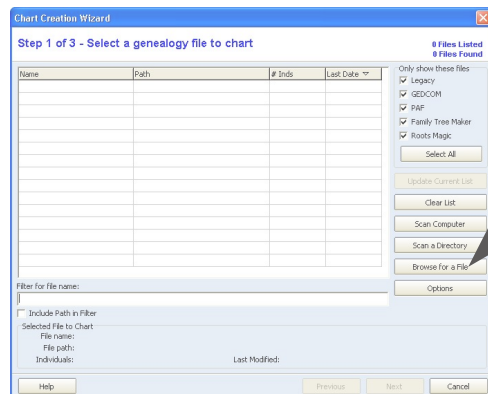 Chart Creation Wizard
Step 1 of 3 - Select a genealogy file to chart
0 Files Listed
0 Files Found
Name Path # Inds Last Date
Only show these files
Legacy
GEDCOM
PAF
Family Tree Maker
Roots Magic
Select All
Update Current List
Clear List
Scan Computer
Scan a Directory
Browse for a File
Options
Filter for file name:
Include Path in Filter
Selected File to Chart
File name:
File path:
Individuals: Last Modified:
Help Previous Next Cancel